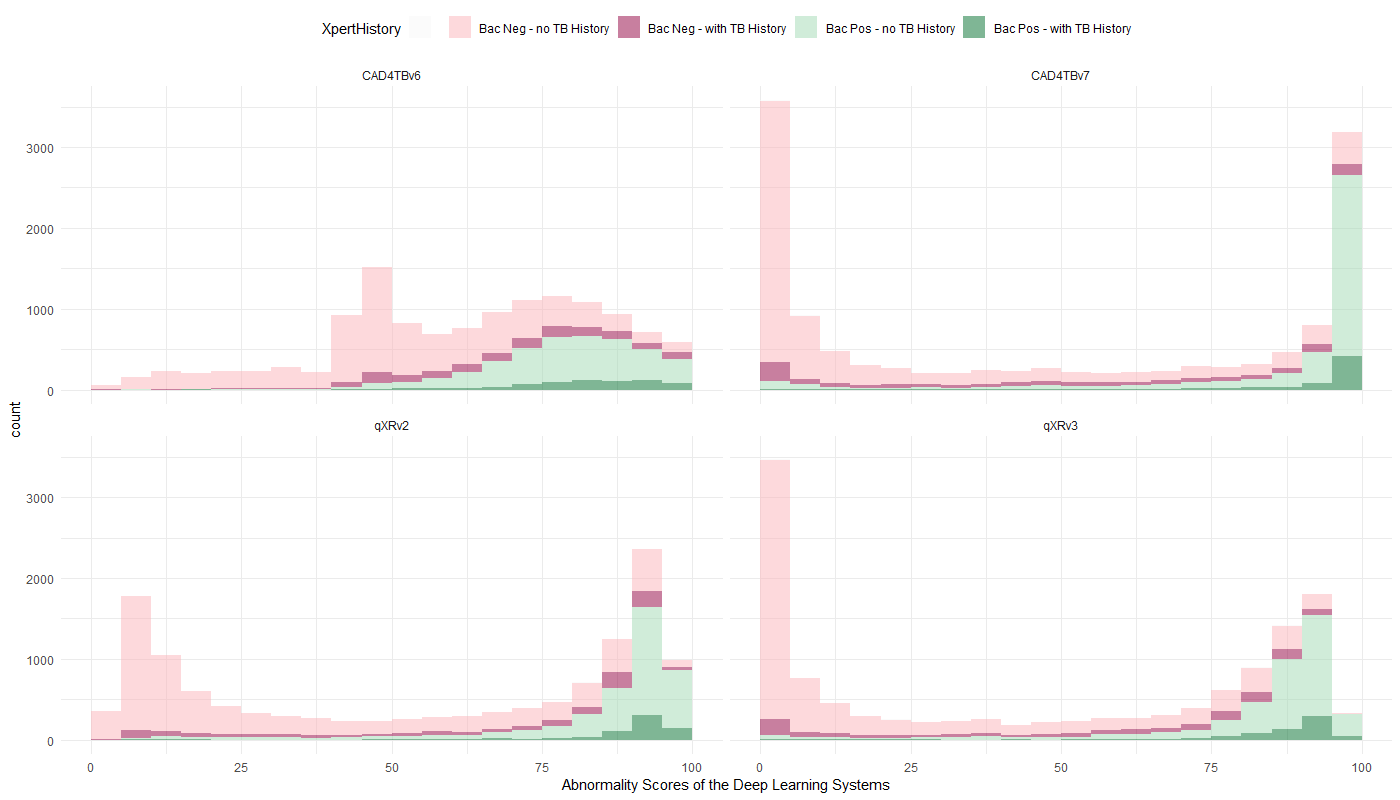 XpertHistory Bac Neg - no TB History Bac Neg - with TB History Bac Pos - no TB History Bac Pos - with TB History
CAD4TBv6 CAD4TBv7
3000
2000
1000
0
count
qXRv2 qXRv3
3000
2000
1000
0
0 25 50 75 100 0 25 50 75 100
Abnormality Scores of the Deep Learning Systems